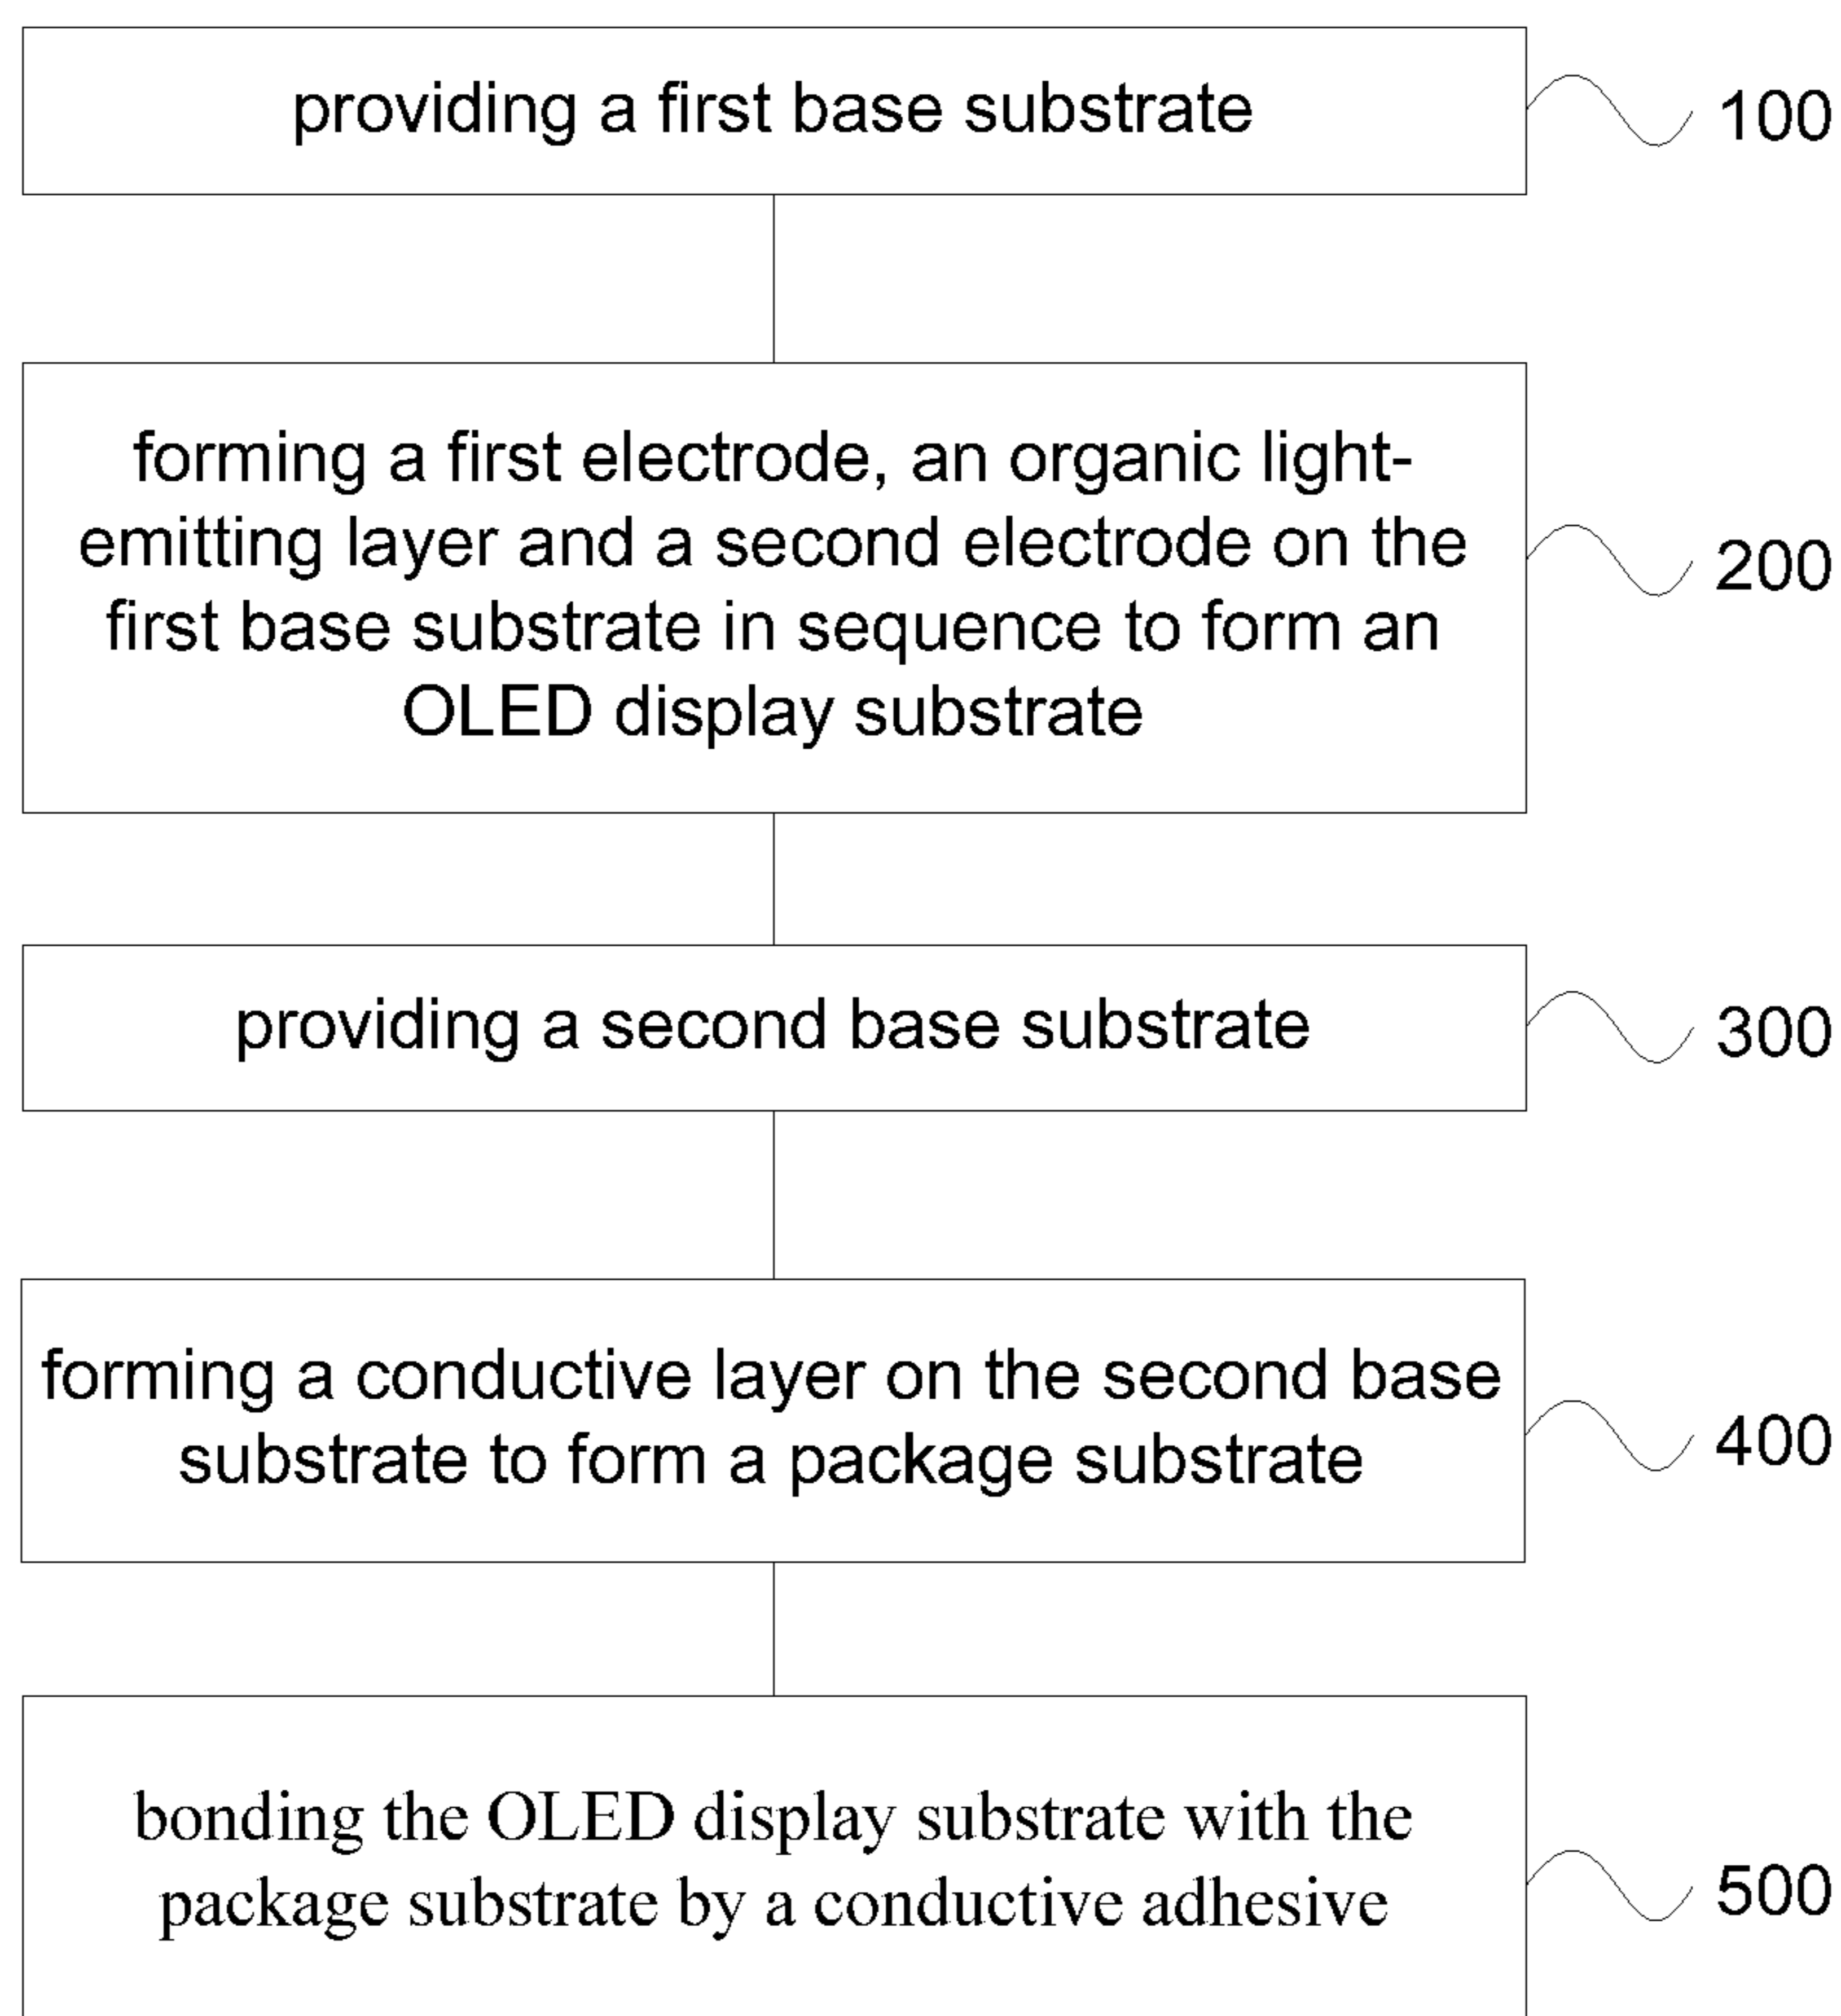 providing a first base substrate
100
forming a first electrode, an organic light-
emitting layer and a second electrode on the
first base substrate in sequence to form an
OLED display substrate
200
providing a second base substrate
300
forming a conductive layer on the second base
substrate to form a package substrate
400
bonding the OLED display substrate with the
package substrate by a conductive adhesive
500